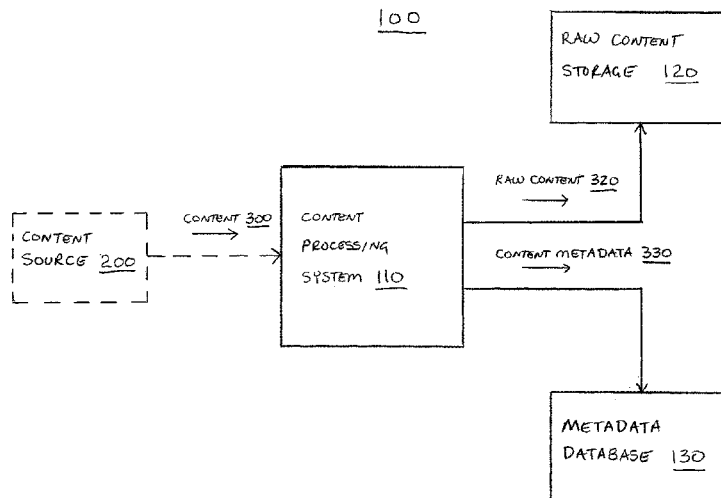 100
RAW CONTENT
STORAGE 120
RAW CONTENT 320
CONTENT 300
CONTENT
PROCESSING
SYSTEM 110
CONTENT
SOURCE 200
CONTENT METADATA 330
METADATA
DATABASE 130